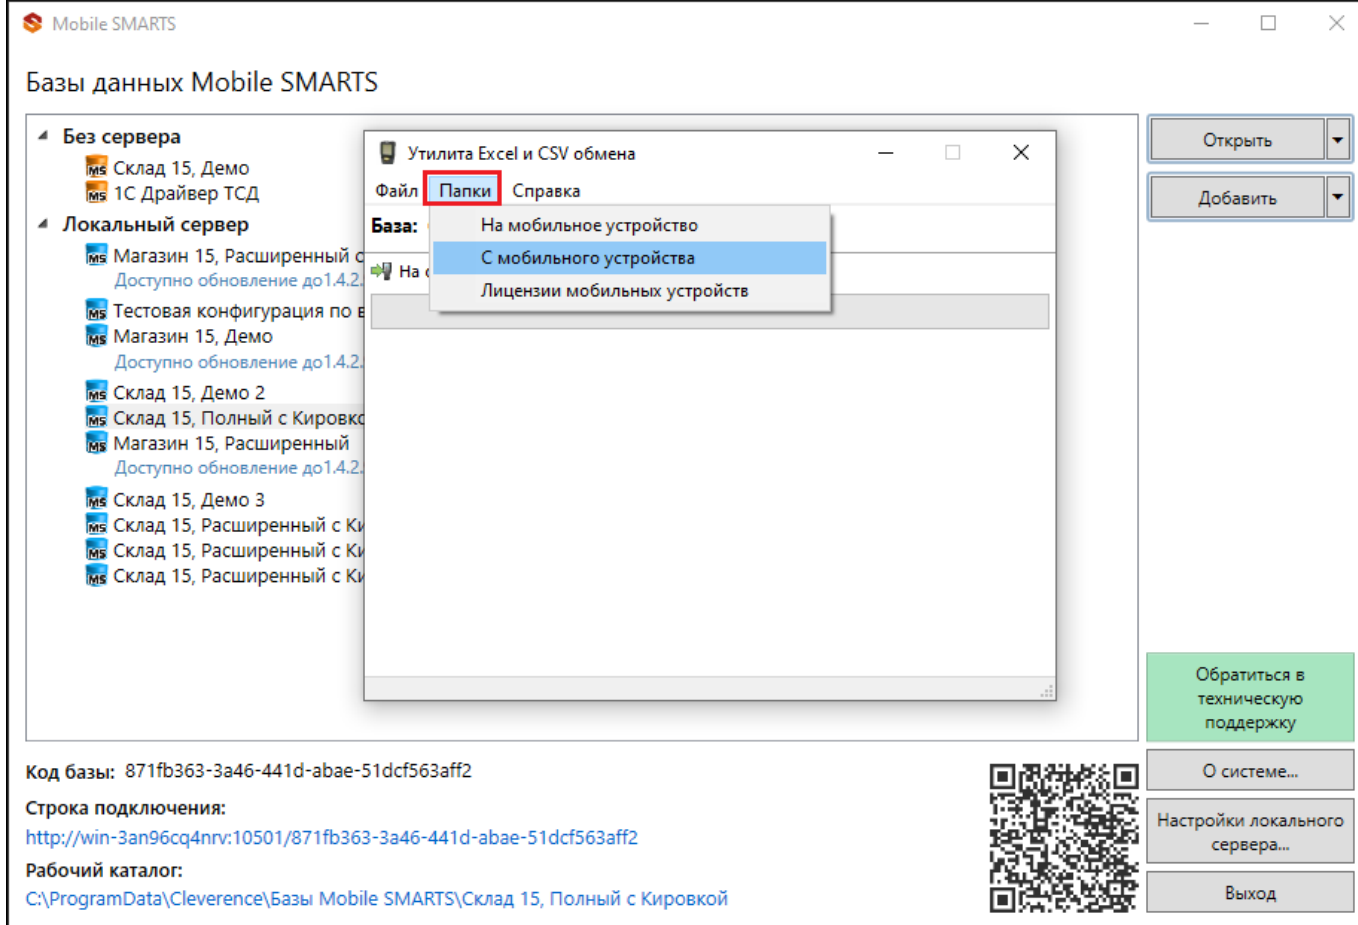 Mobile SMARTS
Базы данных Mobile SMARTS
Без сервера
Склад 15, Демо
1С Драйвер ТСД
Локальный сервер
Магазин 15, Расширенный с
Доступно обновление до1.4.2.
Тестовая конфигурация по в
Магазин 15, Демо
Доступно обновление до1.4.2.
Склад 15, Демо 2
Склад 15, Полный с Кировко
Магазин 15, Расширенный
Доступно обновление до1.4.2.
Склад 15, Демо 3
Склад 15, Расширенный с Ки
Склад 15, Расширенный с Ки
Склад 15, Расширенный с Ки
Утилита Excel и CSV обмена
Файл Папки Справка
База:
На мобильное устройство
С мобильного устройства
Лицензии мобильных устройств
На
Открыть
Добавить
Обратиться в
техническую
поддержку
О системе...
Настройки локального
сервера...
Выход
Код базы: 871fb363-3a46-441d-abae-51dcf563aff2
Строка подключения:
http://win-3an96cq4nrv:10501/871fb363-3a46-441d-abae-51dcf563aff2
Рабочий каталог:
C:\ProgramData\Cleverence\Базы Mobile SMARTS\Склад 15, Полный с Кировкой